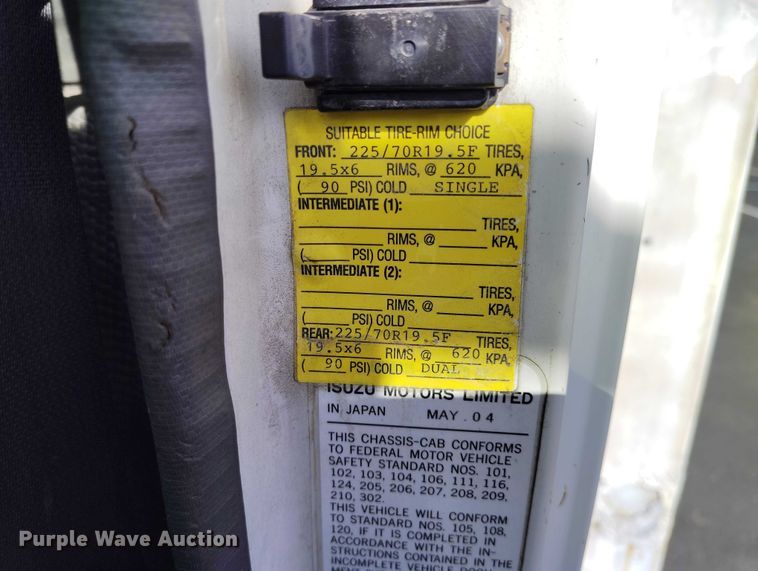 SUITABLE TIRE-RIM CHOICE
FRONT: 225/70R19.5F TIRES,
19.5x6 RIMS, @ 620 KPA,
( 90 PSI) COLD SINGLE
INTERMEDIATE (1):
TIRES,
RIMS, @ KPA,
( PSI) COLD
INTERMEDIATE (2):
TIRES,
RIMS, @ KPA,
( PSI) COLD
REAR: 225/70R19.5F TIRES,
19.5x6 RIMS, @ 620 KPA,
( 90 PSI) COLD DUAL
ISUZU MOTORS LIMITED
IN JAPAN MAY.04
THIS CHASSIS-CAB CONFORMS
TO FEDERAL MOTOR VEHICLE
SAFETY STANDARD NOS. 101,
102, 103, 104, 106, 111, 116,
124, 205, 206, 207, 208, 209,
210, 302.
THIS VEHICLE WILL CONFORM
TO STANDARD NOS. 105, 108,
120, IF IT IS COMPLETED IN
ACCORDANCE WITH THE IN-
STRUCTIONS CONTAINED IN THE
INCOMPLETE VEHICLE
Purple Wave Auction